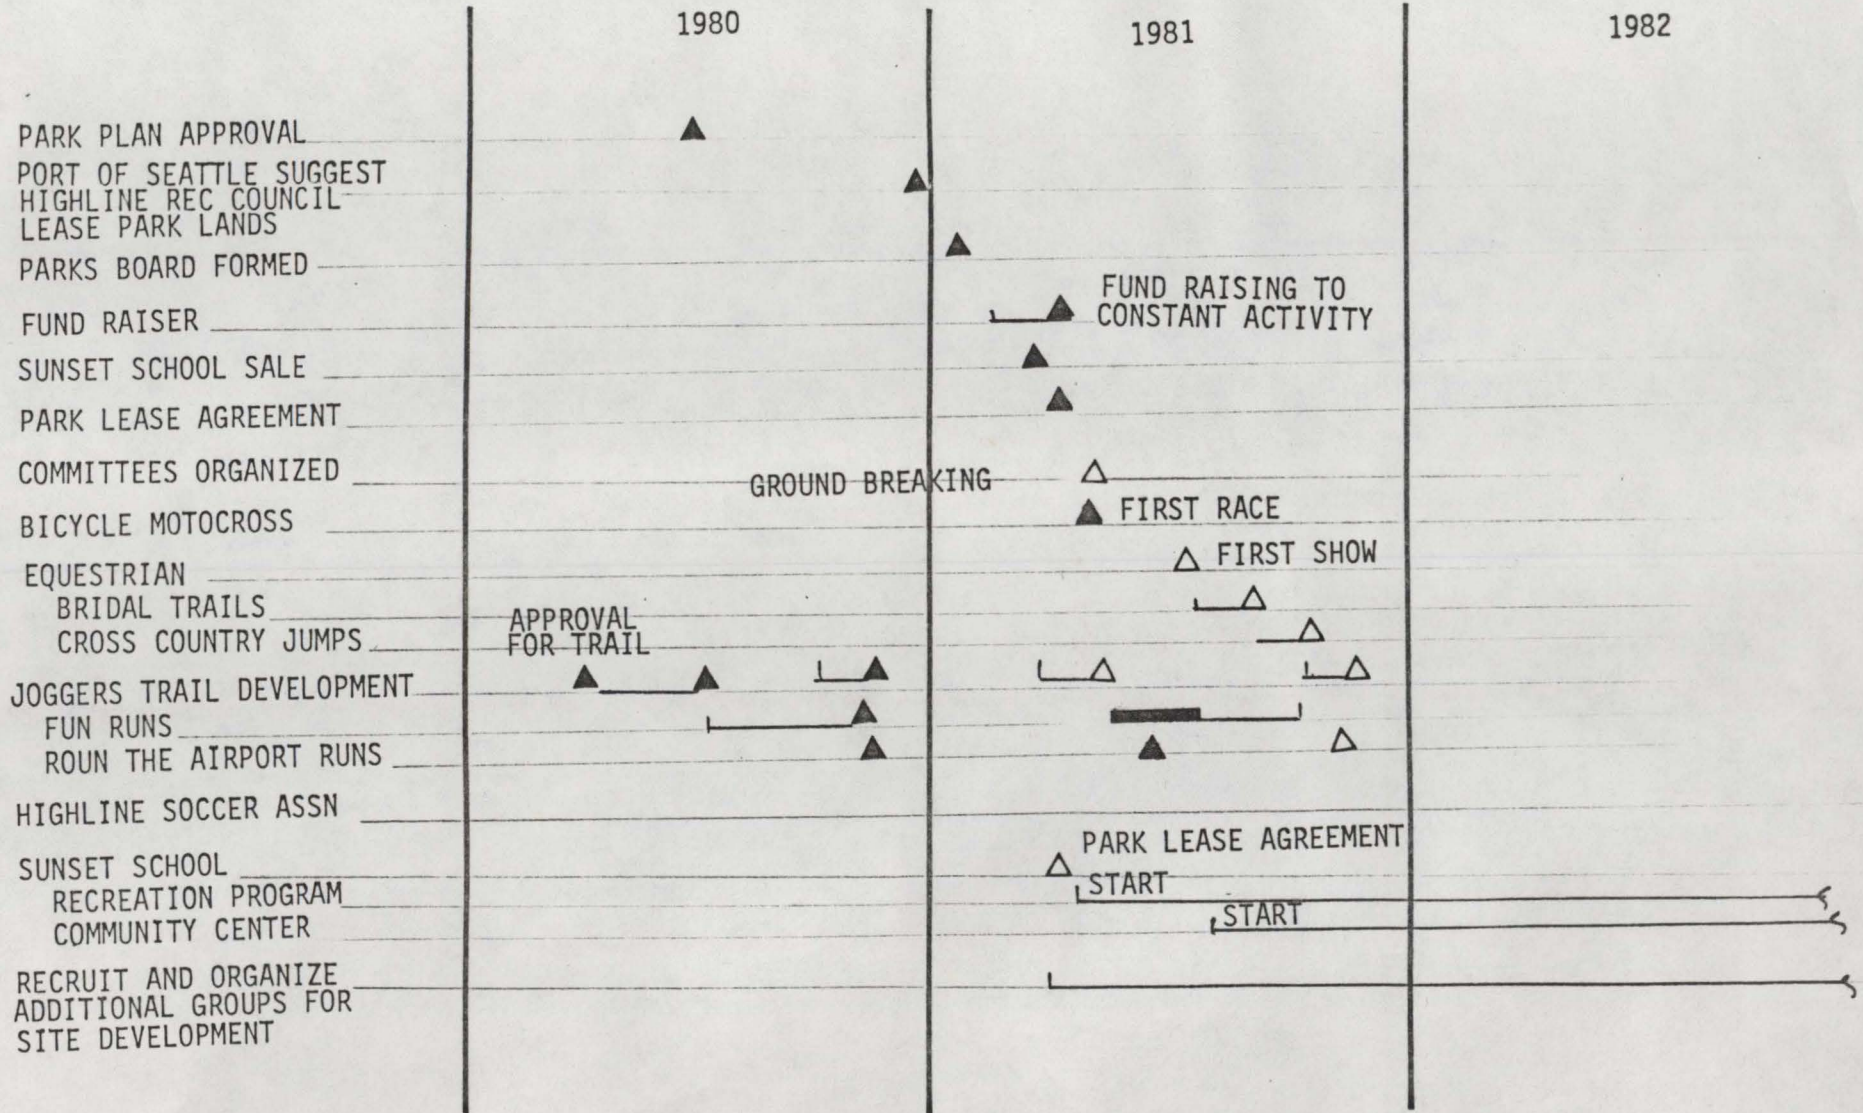 1980
1981
1982
PARK PLAN APPROVAL
PORT OF SEATTLE SUGGEST
HIGHLINE REC COUNCIL
LEASE PARK LANDS
PARKS BOARD FORMED
FUND RAISING TO
FUND RAISER
CONSTANT ACTIVITY
SUNSET SCHOOL SALE
PARK LEASE AGREEMENT
COMMITTEES ORGANIZED
GROUND BREAKING
BICYCLE MOTOCROSS
FIRST RACE
FIRST SHOW
EQUESTRIAN
BRIDAL TRAILS
APPROVAL
CROSS COUNTRY JUMPS
FOR TRAIL
JOGGERS TRAIL DEVELOPMENT
FUN RUNS
ROUN THE AIRPORT RUNS
HIGHLINE SOCCER ASSN
PARK LEASE AGREEMENT
SUNSET SCHOOL
START
RECREATION PROGRAM
START
COMMUNITY CENTER
RECRUIT AND ORGANIZE
ADDITIONAL GROUPS FOR
SITE DEVELOPMENT